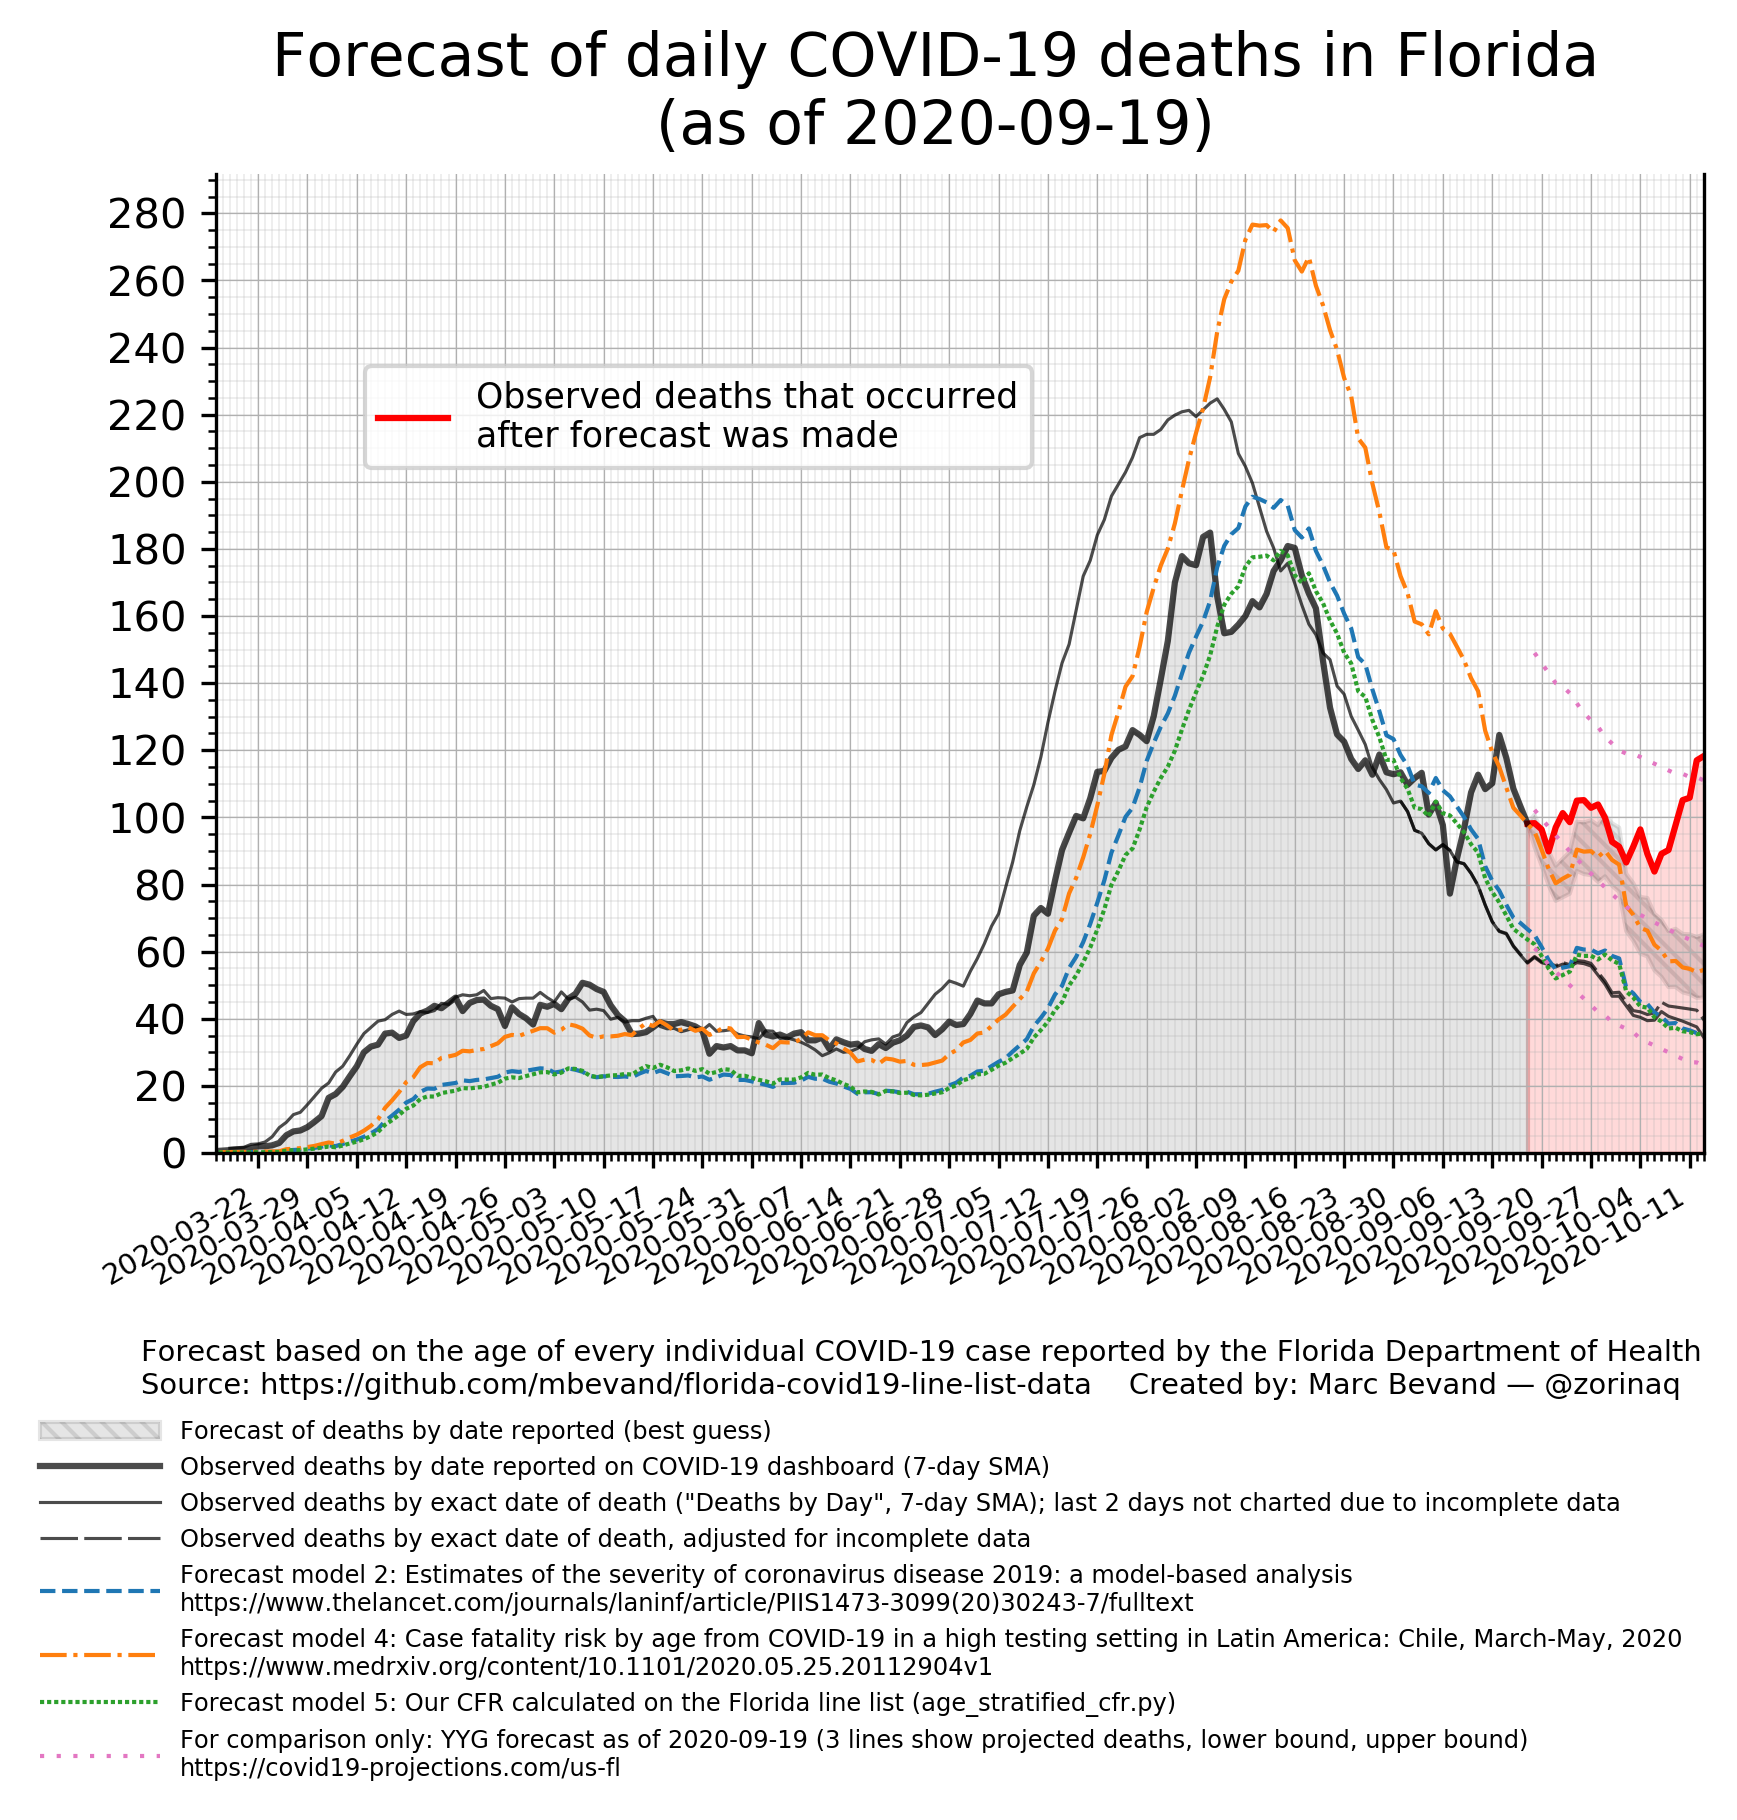 Forecast of daily COVID-19 deaths in Florida
(as of 2020-09-19)
280
260
240
220
200
180
160
140
120
100
80
60
40
20
0
Observed deaths that occurred
after forecast was made
2020-03-22
2020-03-29
2020-04-05
2020-04-12
2020-04-19
2020-04-26
2020-05-03
2020-05-10
2020-05-17
2020-05-24
2020-05-31
2020-06-07
2020-06-14
2020-06-21
2020-06-28
2020-07-05
2020-07-12
2020-07-19
2020-07-26
2020-08-02
2020-08-09
2020-08-16
2020-08-23
2020-08-30
2020-09-06
2020-09-13
2020-09-20
2020-09-27
2020-10-04
2020-10-11
Forecast based on the age of every individual COVID-19 case reported by the Florida Department of Health
Source: https://github.com/mbevand/florida-covid19-line-list-data    Created by: Marc Bevand — @zorinaq
Forecast of deaths by date reported (best guess)
Observed deaths by date reported on COVID-19 dashboard (7-day SMA)
Observed deaths by exact date of death ("Deaths by Day", 7-day SMA); last 2 days not charted due to incomplete data
Observed deaths by exact date of death, adjusted for incomplete data
Forecast model 2: Estimates of the severity of coronavirus disease 2019: a model-based analysis
https://www.thelancet.com/journals/laninf/article/PIIS1473-3099(20)30243-7/fulltext
Forecast model 4: Case fatality risk by age from COVID-19 in a high testing setting in Latin America: Chile, March-May, 2020
https://www.medrxiv.org/content/10.1101/2020.05.25.20112904v1
Forecast model 5: Our CFR calculated on the Florida line list (age_stratified_cfr.py)
For comparison only: YYG forecast as of 2020-09-19 (3 lines show projected deaths, lower bound, upper bound)
https://covid19-projections.com/us-fl